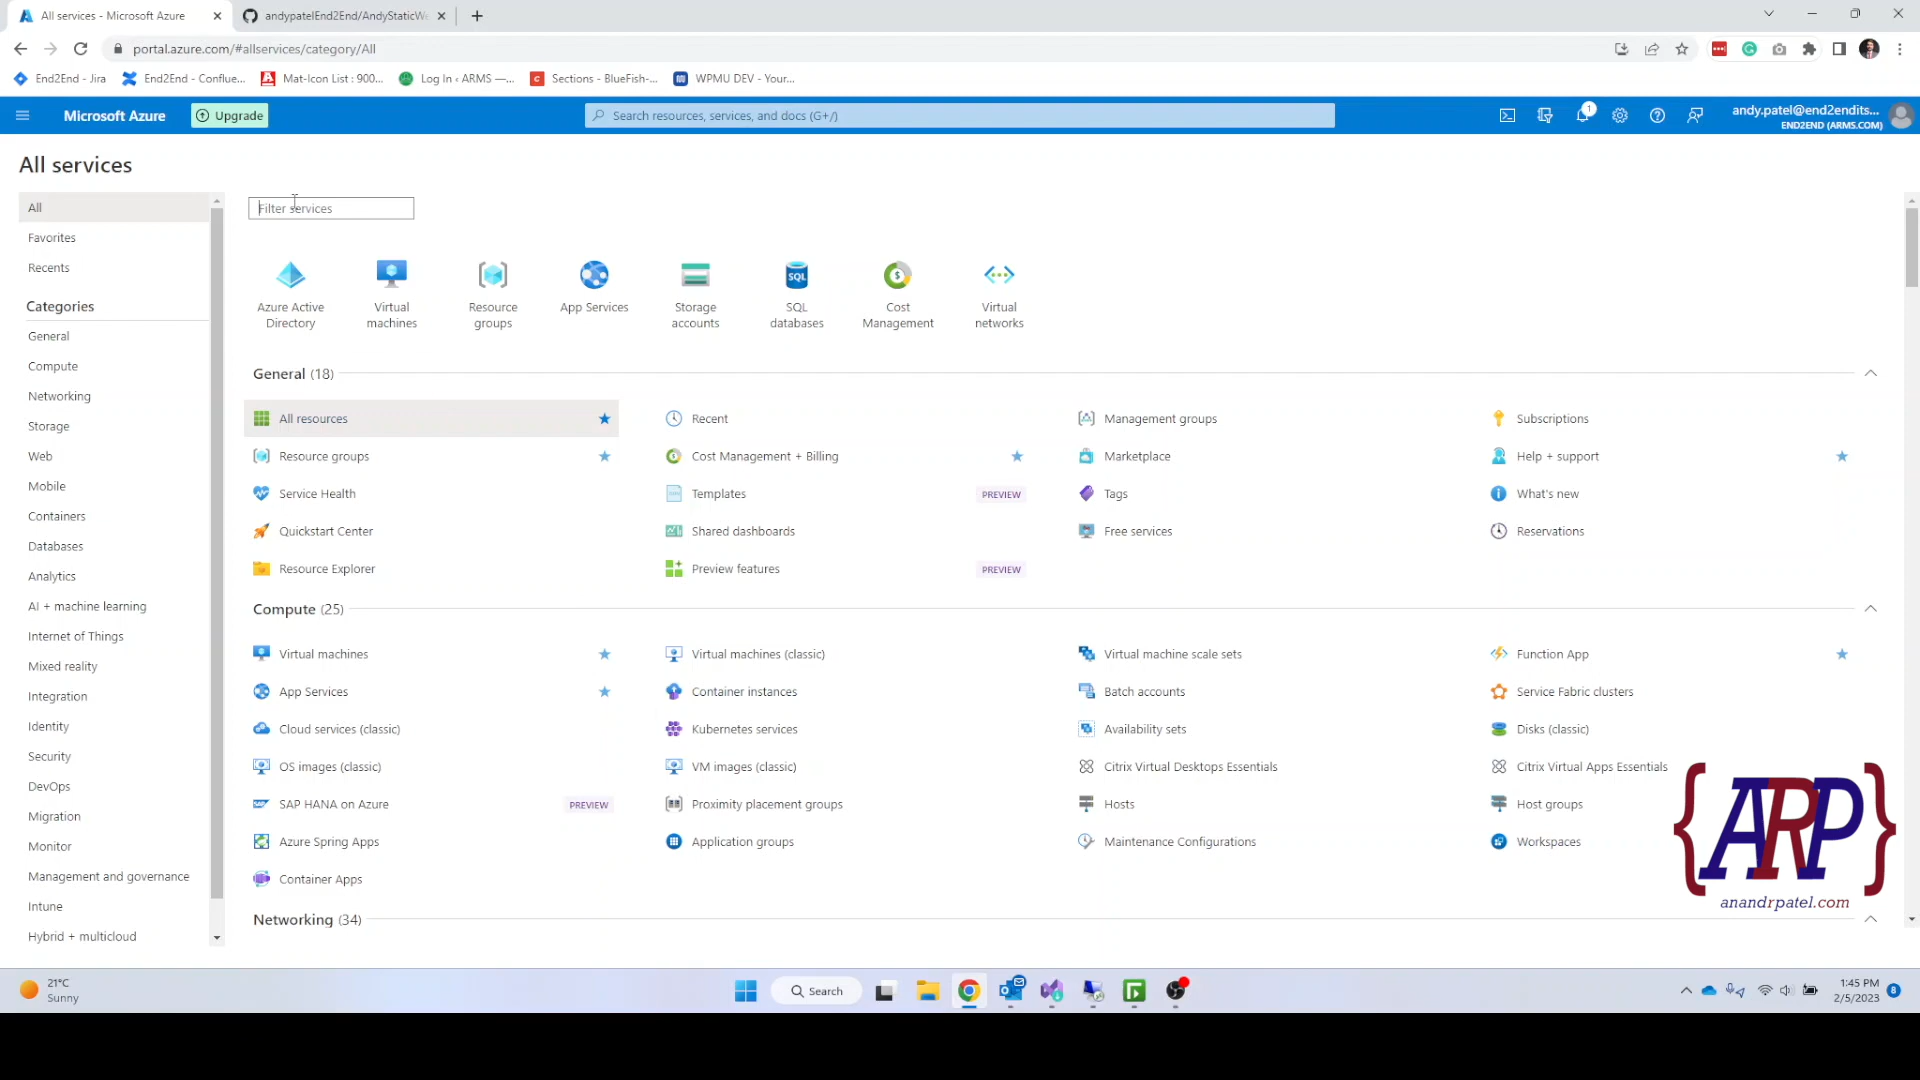 All services - Microsoft Azure
andypatelEnd2End/AndyStaticWe
portal.azure.com/#allservices/category/All
End2End - Jira
End2End - Conflue...
Mat-Icon List : 900...
Log In ‹ ARMS —...
Sections - BlueFish-...
WPMU DEV - Your...
Microsoft Azure
Upgrade
Search resources, services, and docs (G+/)
1
andy.patel@end2endits...
END2END (ARMS.COM)
All services
All
Favorites
Recents
Categories
General
Compute
Networking
Storage
Web
Mobile
Containers
Databases
Analytics
AI + machine learning
Internet of Things
Mixed reality
Integration
Identity
Security
DevOps
Migration
Monitor
Management and governance
Intune
Hybrid + multicloud
Filter services
Azure Active
Directory
Virtual
machines
Resource
groups
App Services
Storage
accounts
SQL
SQL
databases
Cost
Management
Virtual
networks
General (18)
All resources
Recent
Management groups
Subscriptions
Resource groups
Cost Management + Billing
Marketplace
Help + support
Service Health
Templates
PREVIEW
Tags
What's new
Quickstart Center
Shared dashboards
Free services
Reservations
Resource Explorer
Preview features
PREVIEW
Compute (25)
Virtual machines
Virtual machines (classic)
Virtual machine scale sets
Function App
App Services
Container instances
Batch accounts
Service Fabric clusters
Cloud services (classic)
Kubernetes services
Availability sets
Disks (classic)
OS images (classic)
VM images (classic)
Citrix Virtual Desktops Essentials
Citrix Virtual Apps Essentials
SAP HANA on Azure
PREVIEW
Proximity placement groups
Hosts
Host groups
Azure Spring Apps
Application groups
Maintenance Configurations
Workspaces
Container Apps
Networking (34)
{ARP}
anandrpatel.com
21°C
Sunny
Search
1:45 PM
2/5/2023
8